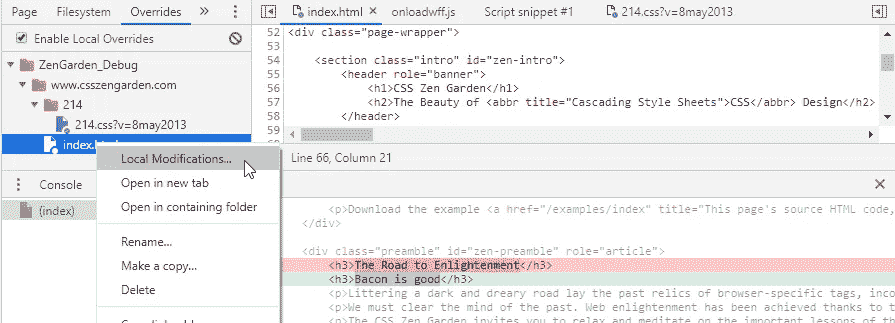 Page Filesystem Overrides
index.html onloadwff.js Script snippet #1 214.css?v=8may2013
Enable Local Overrides
ZenGarden_Debug
www.csszengarden.com
214
214.css?v=8may2013
52 <div class="page-wrapper">
53
54 <section class="intro" id="zen-intro">
55 <header role="banner">
56 <h1>CSS Zen Garden</h1>
57 <h2>The Beauty of <abbr title="Cascading Style Sheets">CSS</abbr> Design</h2>
58 </header>
59
Line 66, Column 21
Local Modifications...
Open in new tab
Open in containing folder
Rename...
Make a copy...
Delete
Console
(index)
<p>Download the example <a href="/examples/index" title="This page's source HTML code,
</div>
<div class="preamble" id="zen-preamble" role="article">
<h3>The Road to Enlightenment</h3>
<h3>Bacon is good</h3>
<p>Littering a dark and dreary road lay the past relics of browser-specific tags,
<p>We must clear the mind of the past. Web enlightenment has been achieved thanks to
<p>The CSS Zen Garden invites you to relax and meditate on the important lessons of